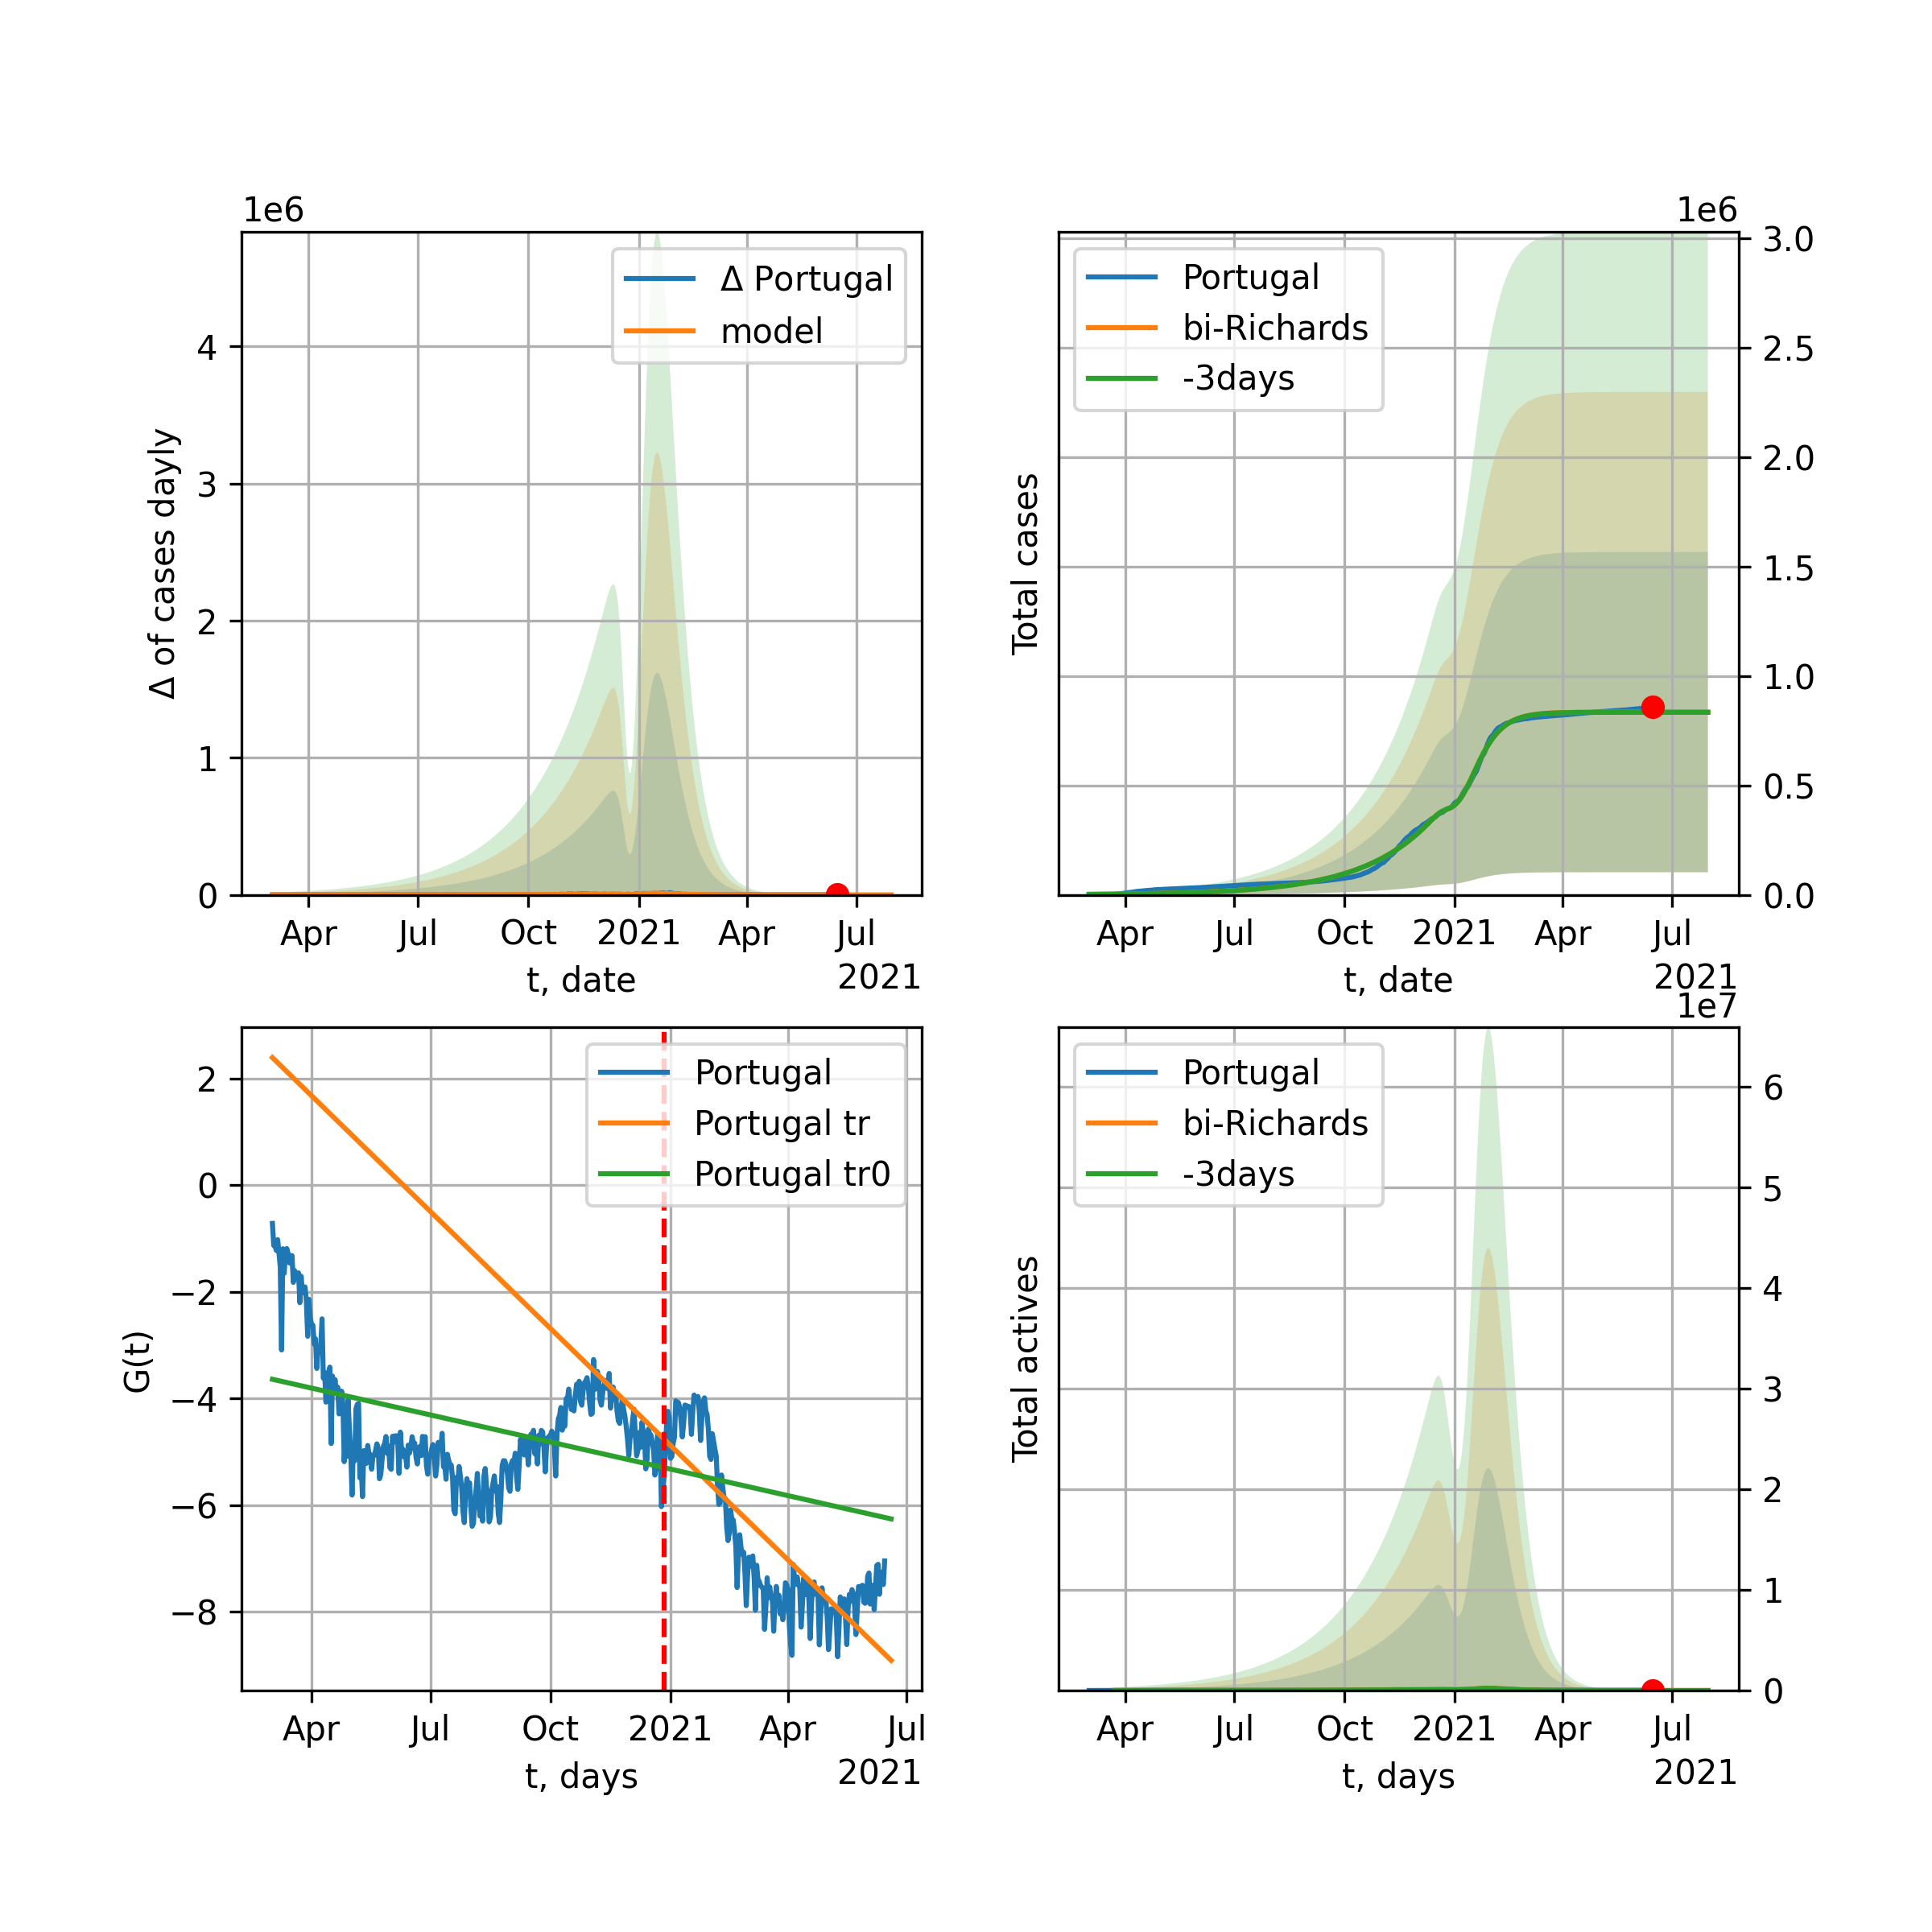 1e6
Δ of cases dayly
4
3
2
1
0
Δ Portugal
model
Apr
Jul
Oct
2021
Apr
Jul
t, date
2021
1e6
Total cases
Portugal
bi-Richards
-3days
3.0
2.5
2.0
1.5
1.0
0.5
0.0
Apr
Jul
Oct
2021
Apr
Jul
t, date
2021
G(t)
2
0
−2
−4
−6
−8
Portugal
Portugal tr
Portugal tr0
Apr
Jul
Oct
2021
Apr
Jul
t, days
2021
1e7
Total actives
Portugal
bi-Richards
-3days
6
5
4
3
2
1
0
Apr
Jul
Oct
2021
Apr
Jul
t, days
2021